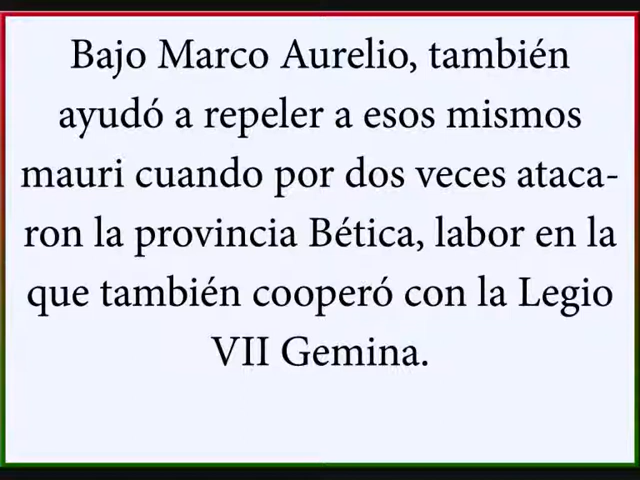 Bajo Marco Aurelio, también
ayudó a repeler a esos mismos
mauri cuando por dos veces ataca-
ron la provincia Bética, labor en la
que también cooperó con la Legio
VII Gemina.